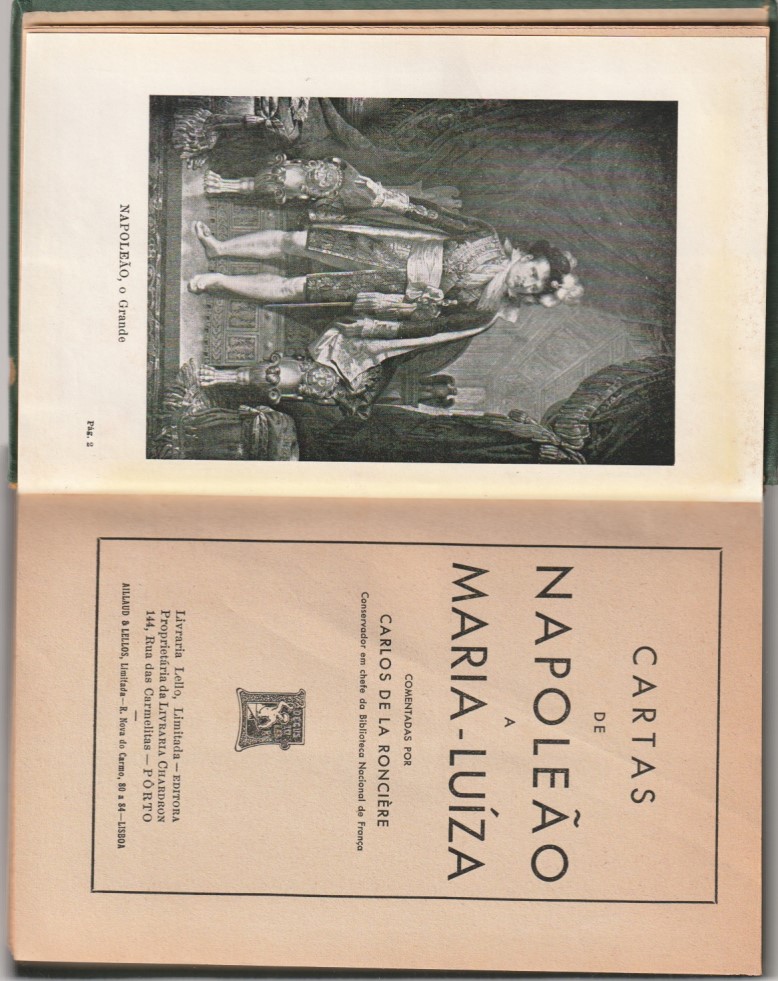 NAPOLEÃO, o Grande
Pág. 2
CARTAS
DE
NAPOLEÃO
A
MARIA-LUÍZA
COMENTADAS POR
CARLOS DE LA RONCIÈRE
Conservador em chefe da Biblioteca Nacional de França
DECUS
Livraria Lello, Limitada — EDITORA
Proprietária da LIVRARIA CHARDRON
144, Rua das Carmelitas — PÔRTO
—
AILLAUD & LELLOS, Limitada — R. Nova do Carmo, 80 a 84 — LISBOA